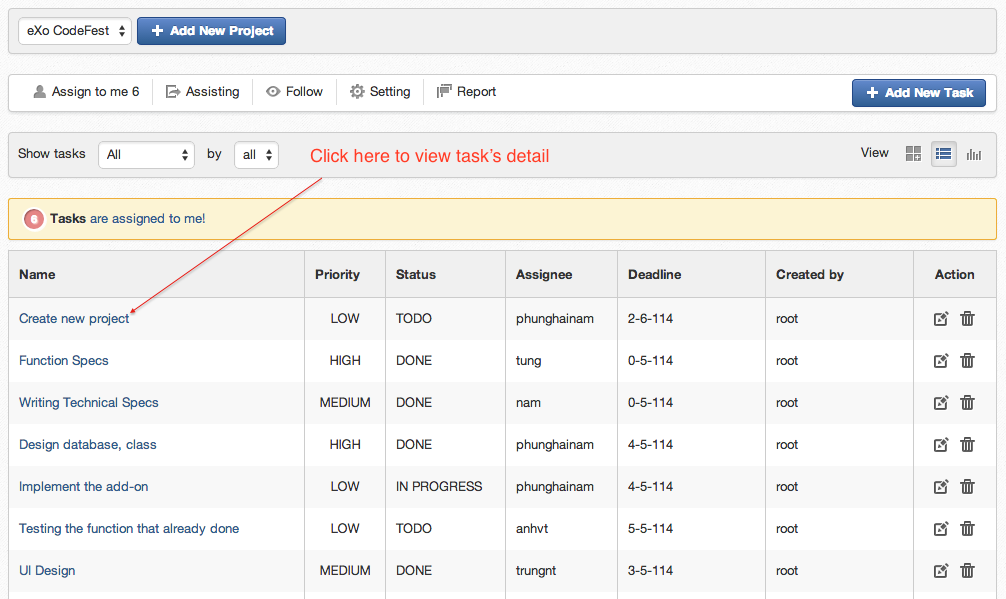 eXo CodeFest + Add New Project
Assign to me 6 Assisting Follow Setting Report + Add New Task
Show tasks All by all Click here to view task's detail View
6 Tasks are assigned to me!
Name Priority Status Assignee Deadline Created by Action
Create new project LOW TODO phunghainam 2-6-114 root
Function Specs HIGH DONE tung 0-5-114 root
Writing Technical Specs MEDIUM DONE nam 0-5-114 root
Design database, class HIGH DONE phunghainam 4-5-114 root
Implement the add-on LOW IN PROGRESS phunghainam 4-5-114 root
Testing the function that already done LOW TODO anhvt 5-5-114 root
UI Design MEDIUM DONE trungnt 3-5-114 root